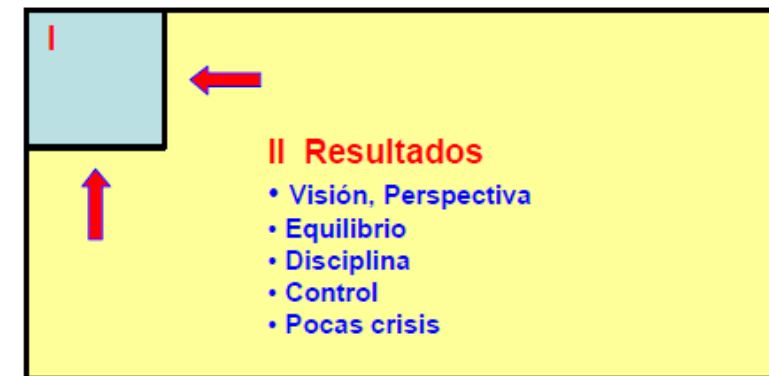 I
II Resultados
• Visión, Perspectiva
• Equilibrio
• Disciplina
• Control
• Pocas crisis